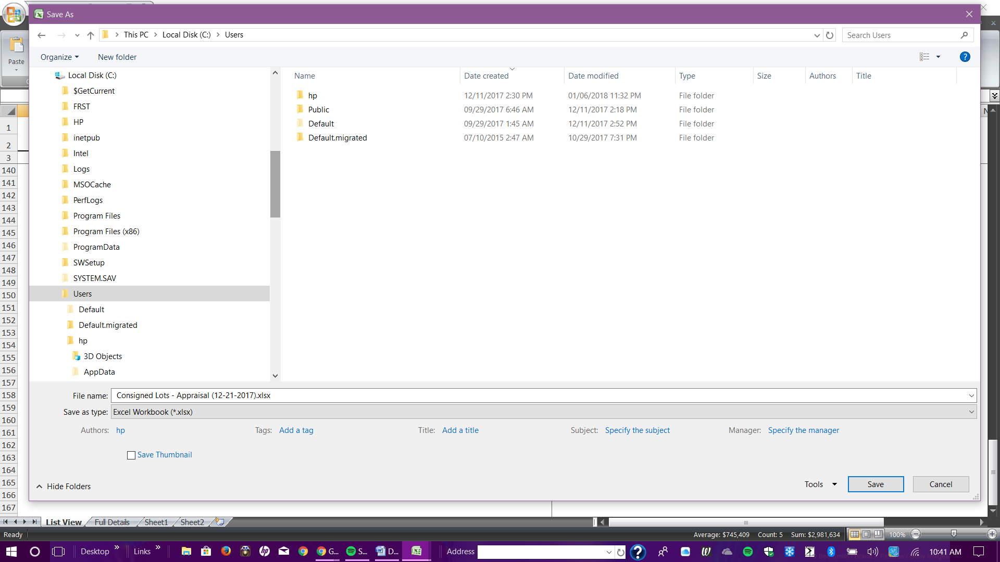 Save As
This PC > Local Disk (C:) > Users
Search Users
Organize
New folder
?
Paste
Local Disk (C:)
$GetCurrent
FRST
HP
inetpub
Intel
Logs
MSOCache
PerfLogs
Program Files
Program Files (x86)
ProgramData
SWSetup
SYSTEM.SAV
Users
Default
Default.migrated
hp
3D Objects
AppData
Name Date created Date modified Type Size Authors Title
hp 12/11/2017 2:30 PM 01/06/2018 11:32 PM File folder
Public 09/29/2017 6:46 AM 12/11/2017 2:18 PM File folder
Default 09/29/2017 1:45 AM 12/11/2017 2:52 PM File folder
Default.migrated 07/10/2015 2:47 AM 10/29/2017 7:31 PM File folder
1
2
3
140
141
142
143
144
145
146
147
148
149
150
151
152
153
154
155
156
157
158
159
160
161
162
163
164
165
166
167
File name: Consigned Lots - Appraisal (12-21-2017).xlsx
Save as type: Excel Workbook (*.xlsx)
Authors: hp Tags: Add a tag Title: Add a title Subject: Specify the subject Manager: Specify the manager
Save Thumbnail
Hide Folders
Tools Save Cancel
List View Full Details Sheet1 Sheet2
Ready Average: $745,409 Count: 5 Sum: $2,981,634 100%
Desktop » Links » hp G... S... D... Address ? 10:41 AM